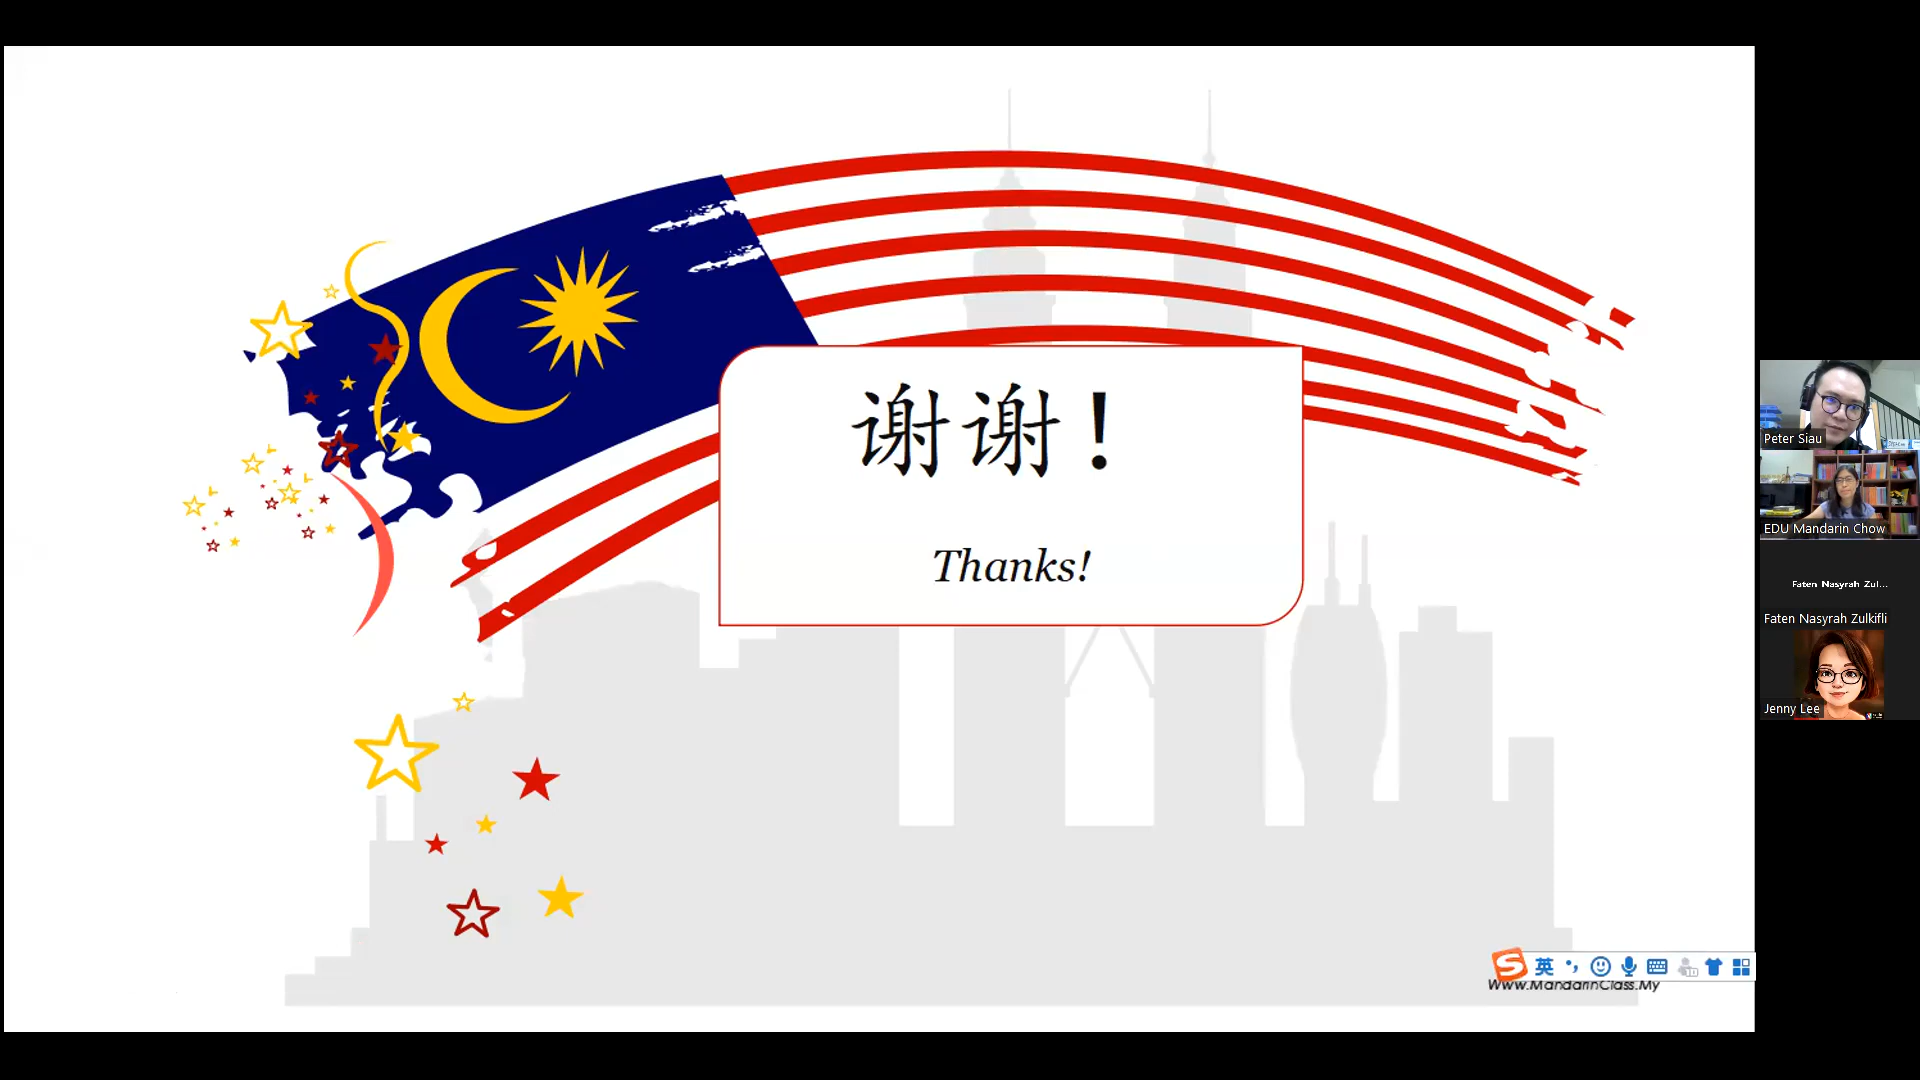 谢谢！
Thanks!
Peter Siau
EDU Mandarin Chow
Faten Nasyrah Zul...
Faten Nasyrah Zulkifli
Jenny Lee
S英
Www.MandarinClass.My